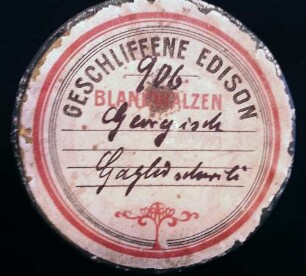 GESCHLIFFENE EDISON
906
BLANKWALZEN
Georgisch